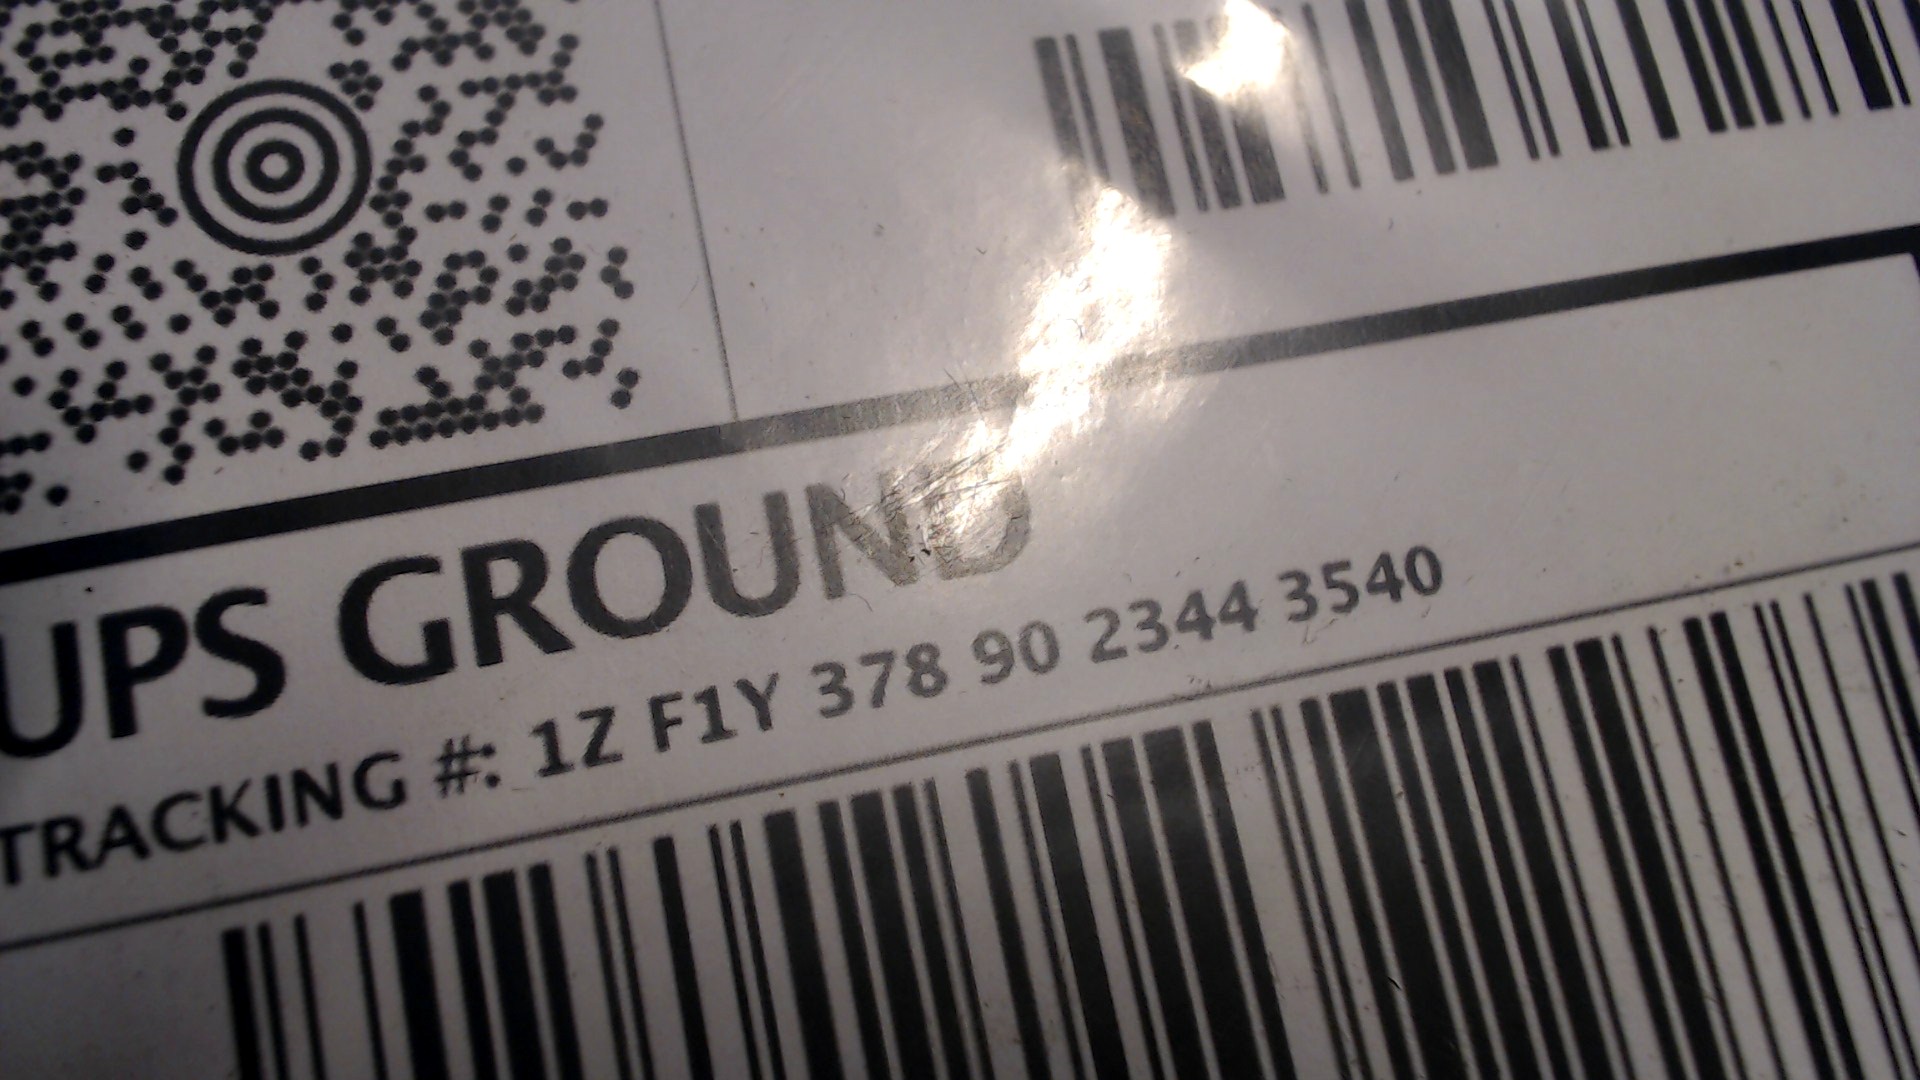 UPS GROUND
TRACKING #: 1Z F1Y 378 90 2344 3540